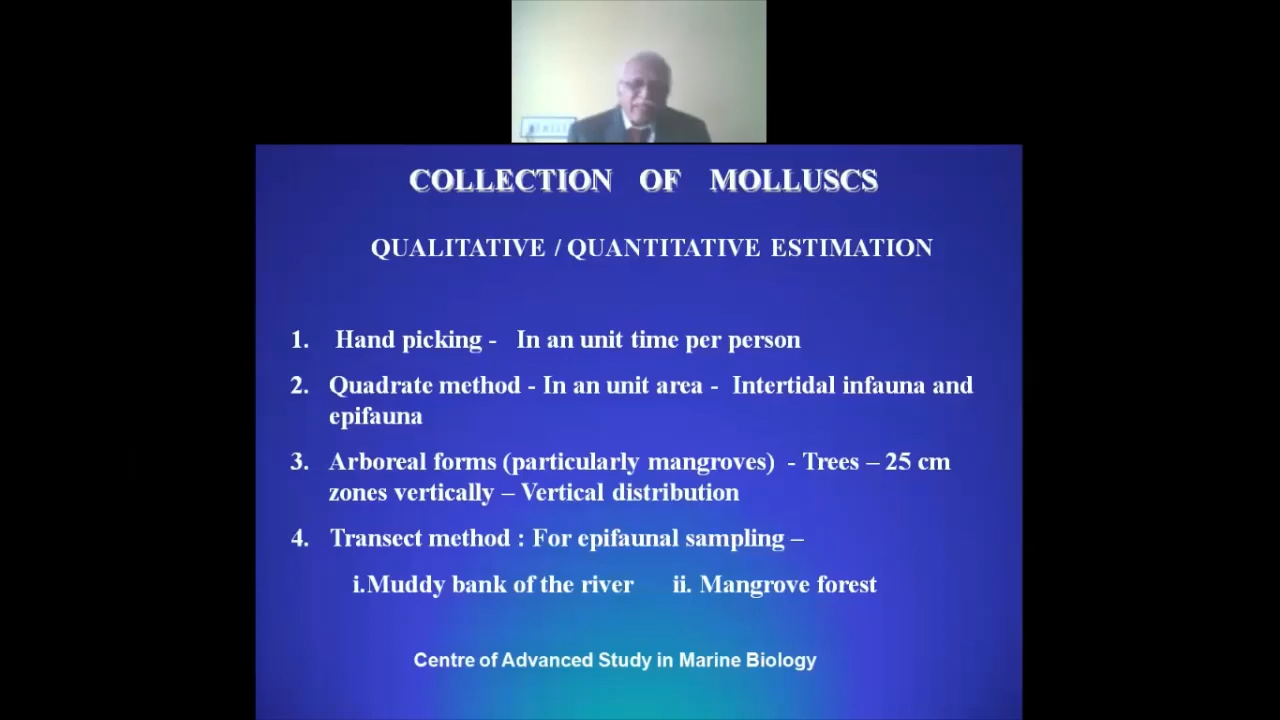 COLLECTION OF MOLLUSCS
QUALITATIVE / QUANTITATIVE ESTIMATION
1. Hand picking - In an unit time per person
2. Quadrate method - In an unit area - Intertidal infauna and
epifauna
3. Arboreal forms (particularly mangroves) - Trees – 25 cm
zones vertically – Vertical distribution
4. Transect method : For epifaunal sampling –
i.Muddy bank of the river ii. Mangrove forest
Centre of Advanced Study in Marine Biology